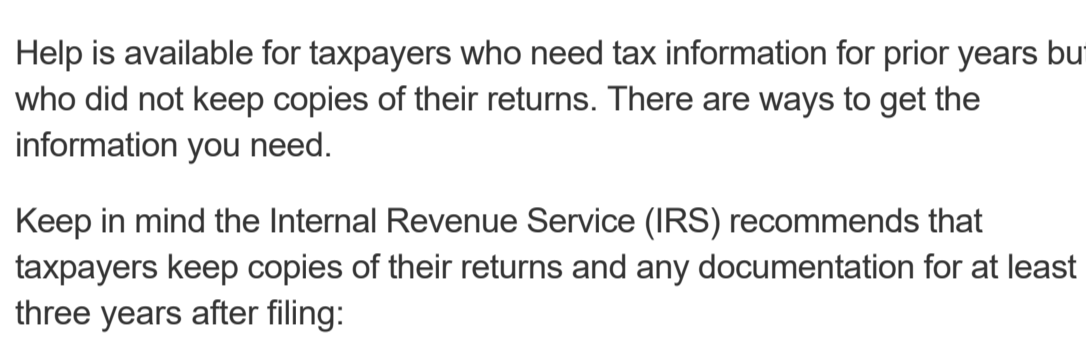 Help is available for taxpayers who need tax information for prior years but
who did not keep copies of their returns. There are ways to get the
information you need.
Keep in mind the Internal Revenue Service (IRS) recommends that
taxpayers keep copies of their returns and any documentation for at least
three years after filing: